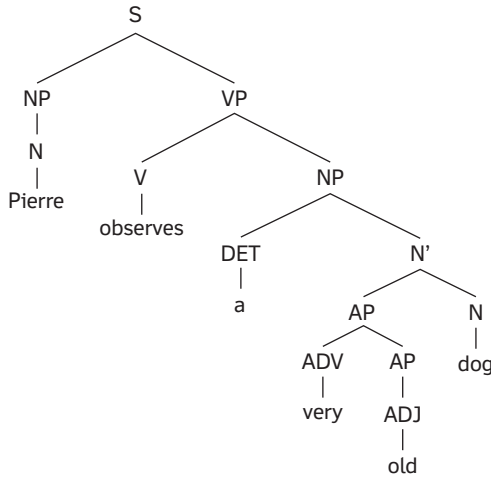 S
NP VP
N V NP
Pierre observes
DET N’
a AP N
ADV AP dog
very ADJ
old